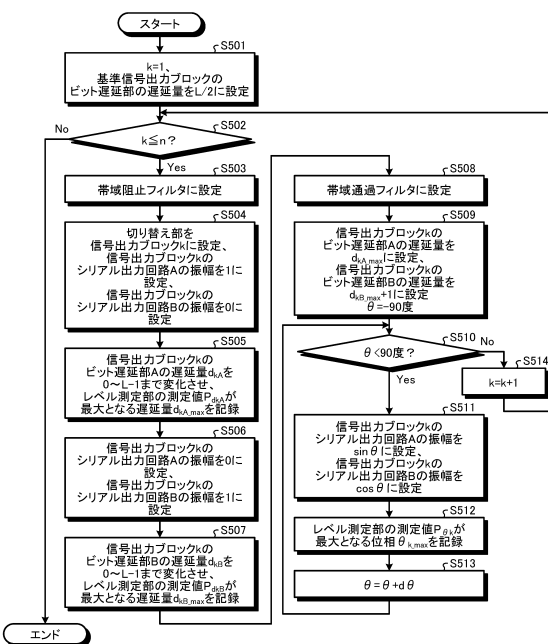 スタート
S501
k=1、
基準信号出力ブロックの
ビット遅延部の遅延量をL/2に設定
S502
No
k≦n？
Yes
S503
帯域阻止フィルタに設定
S504
切り替え部を
信号出力ブロックkに設定、
信号出力ブロックkの
シリアル出力回路Aの振幅を1に
設定、
信号出力ブロックkの
シリアル出力回路Bの振幅を0に
設定
S505
信号出力ブロックkの
ビット遅延部Aの遅延量dkAを
0～L-1まで変化させ、
レベル測定部の測定値PdkAが
最大となる遅延量dkA_maxを記録
S506
信号出力ブロックkの
シリアル出力回路Aの振幅を0に
設定、
信号出力ブロックkの
シリアル出力回路Bの振幅を1に
設定
S507
信号出力ブロックkの
ビット遅延部Bの遅延量dkBを
0～L-1まで変化させ、
レベル測定部の測定値PdkBが
最大となる遅延量dkB_maxを記録
エンド
S508
帯域通過フィルタに設定
S509
信号出力ブロックkの
ビット遅延部Aの遅延量を
dkA_maxに設定、
信号出力ブロックkの
ビット遅延部Bの遅延量を
dkB_max+1に設定
θ=-90度
S510
No
θ<90度？
Yes
S514
k=k+1
S511
信号出力ブロックkの
シリアル出力回路Aの振幅を
sinθに設定、
信号出力ブロックkの
シリアル出力回路Bの振幅を
cosθに設定
S512
レベル測定部の測定値Pθkが
最大となる位相θk_maxを記録
S513
θ=θ+dθ